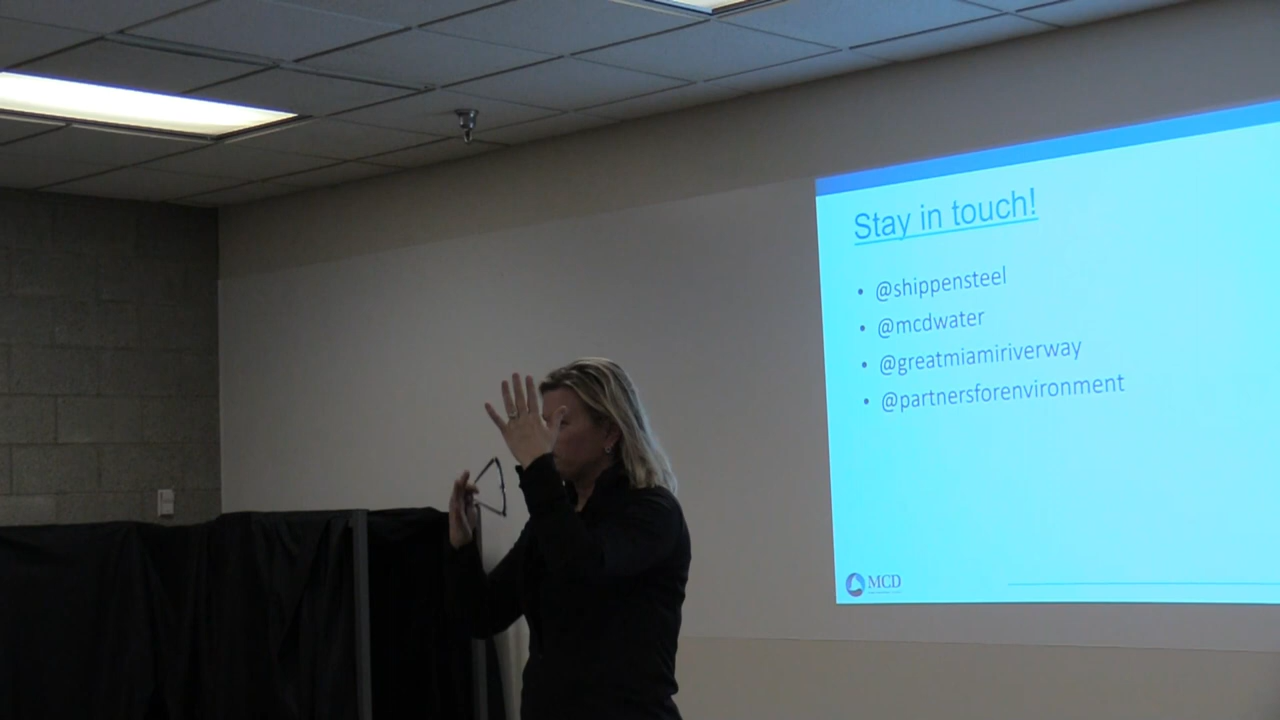 Stay in touch!
• @shippensteel
• @mcdwater
• @greatmiamiriverway
• @partnersforenvironment
MCD